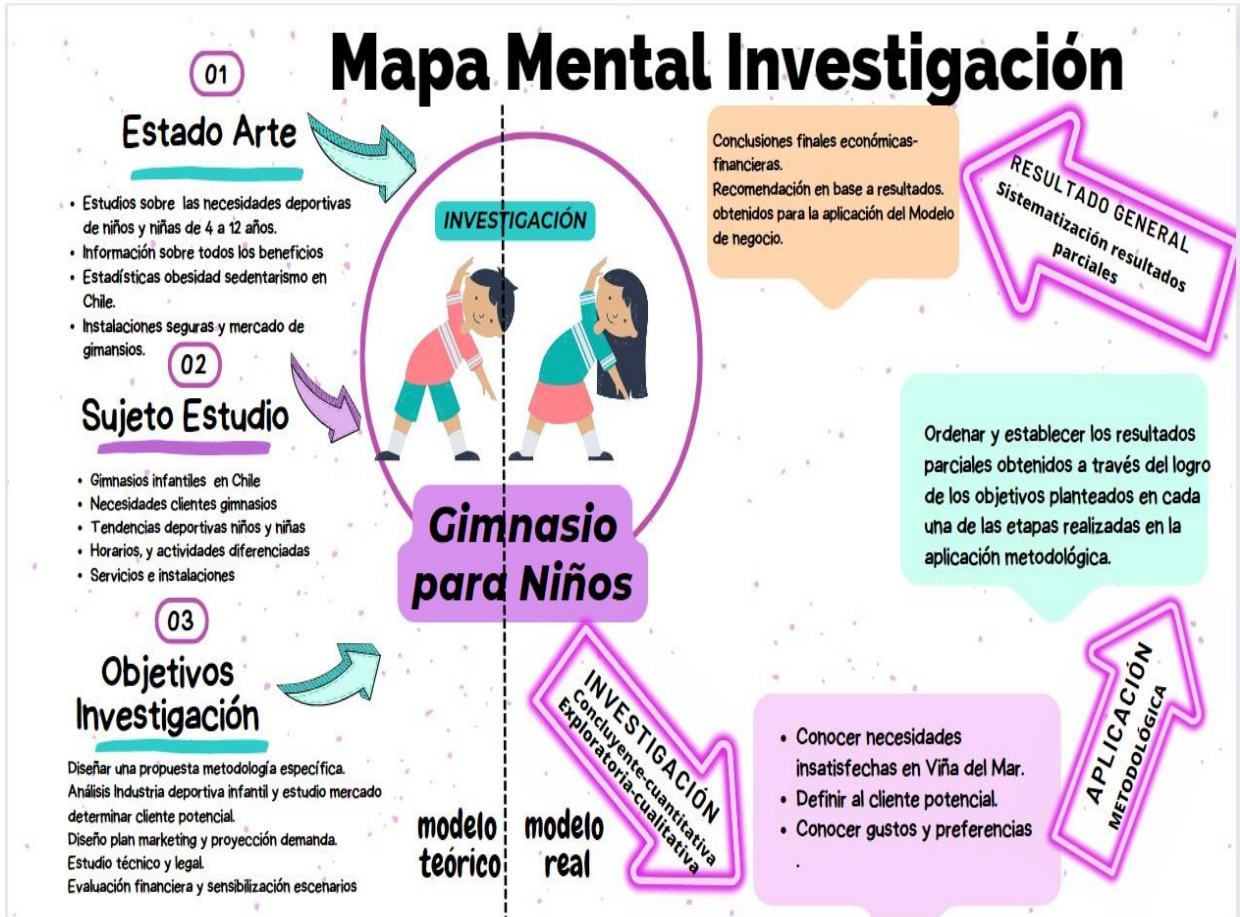 Mapa Mental Investigación
01
Estado Arte
• Estudios sobre las necesidades deportivas
de niños y niñas de 4 a 12 años.
• Información sobre todos los beneficios
• Estadísticas obesidad sedentarismo en
Chile.
• Instalaciones seguras y mercado de
gimansios.
02
Sujeto Estudio
• Gimnasios infantiles en Chile
• Necesidades clientes gimnasios
• Tendencias deportivas niños y niñas
• Horarios, y actividades diferenciadas
• Servicios e instalaciones
03
Objetivos
Investigación
Diseñar una propuesta metodología específica.
Análisis Industria deportiva infantil y estudio mercado
determinar cliente potencial.
Diseño plan marketing y proyección demanda.
Estudio técnico y legal.
Evaluación financiera y sensibilización escenarios
INVESTIGACIÓN
Gimnasio
para Niños
modelo
teórico
modelo
real
INVESTIGACIÓN
Concluyente-cuantitativa
Exploratoria-cualitativa
• Conocer necesidades
insatisfechas en Viña del Mar.
• Definir al cliente potencial.
• Conocer gustos y preferencias
.
APLICACIÓN
METODOLÓGICA
Ordenar y establecer los resultados
parciales obtenidos a través del logro
de los objetivos planteados en cada
una de las etapas realizadas en la
aplicación metodológica.
RESULTADO GENERAL
Sistematización resultados
parciales
Conclusiones finales económicas-
financieras.
Recomendación en base a resultados.
obtenidos para la aplicación del Modelo
de negocio.